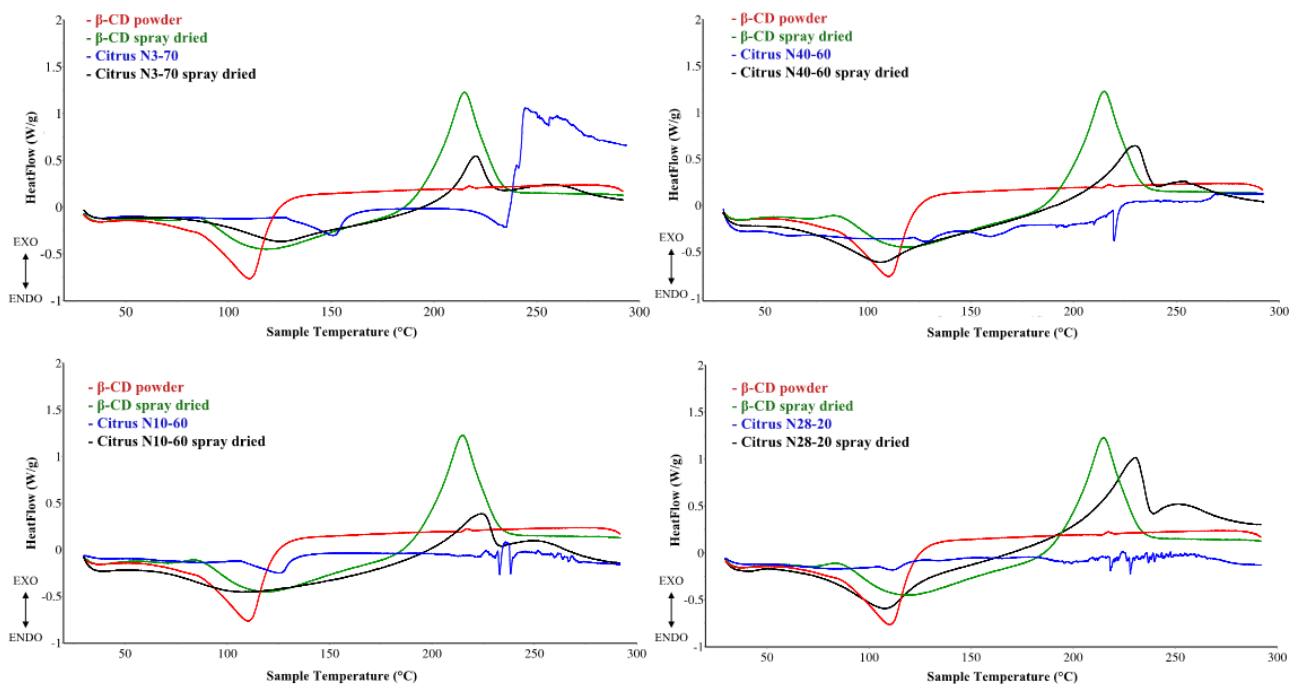 2
- β-CD powder
- β-CD spray dried
- Citrus N3-70
- Citrus N3-70 spray dried
1.5
1
0.5
0
-0.5
-1
HeatFlow (W/g)
EXO
ENDO
50
100
150
200
250
300
Sample Temperature (°C)
2
- β-CD powder
- β-CD spray dried
- Citrus N40-60
- Citrus N40-60 spray dried
1.5
1
0.5
0
-0.5
-1
HeatFlow (W/g)
EXO
ENDO
50
100
150
200
250
300
Sample Temperature (°C)
2
- β-CD powder
- β-CD spray dried
- Citrus N10-60
- Citrus N10-60 spray dried
1.5
1
0.5
0
-0.5
-1
HeatFlow (W/g)
EXO
ENDO
50
100
150
200
250
300
Sample Temperature (°C)
2
- β-CD powder
- β-CD spray dried
- Citrus N28-20
- Citrus N28-20 spray dried
1.5
1
0.5
0
-0.5
-1
HeatFlow (W/g)
EXO
ENDO
50
100
150
200
250
300
Sample Temperature (°C)